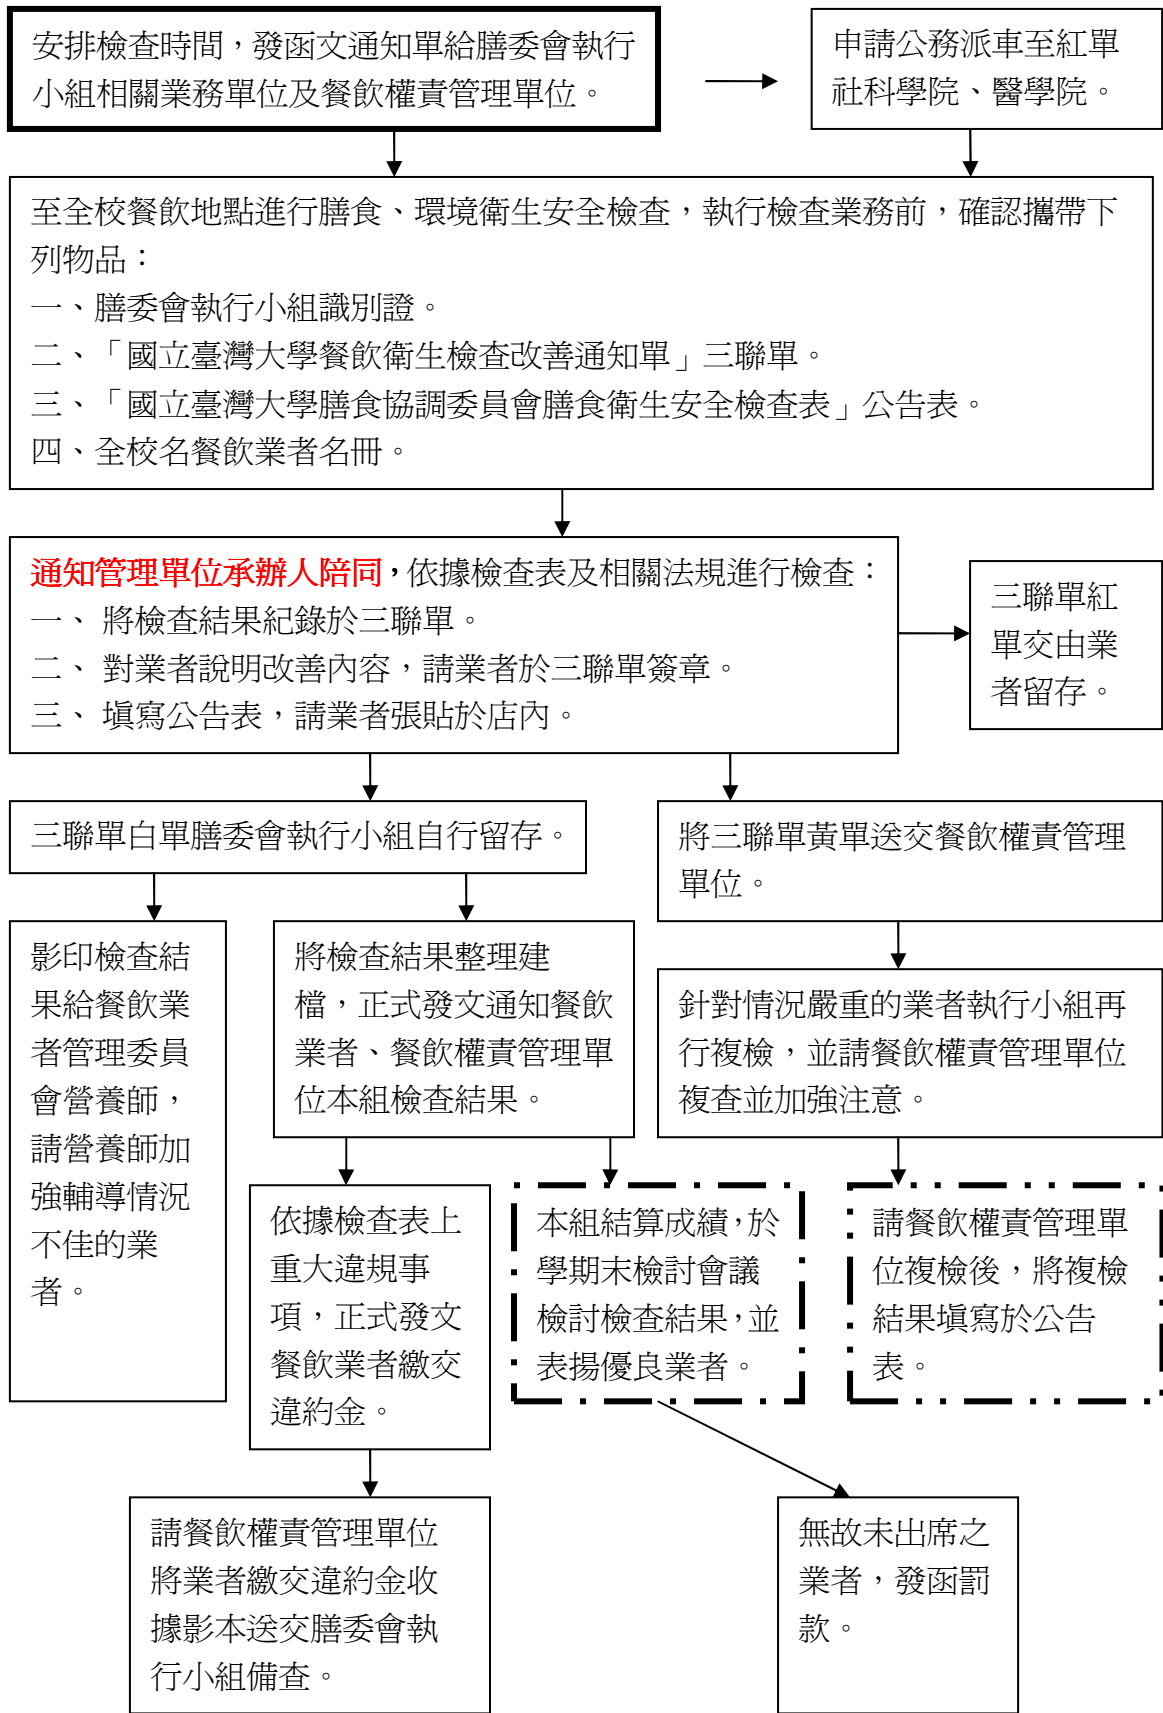 安排檢查時間，發函文通知單給膳委會執行
小組相關業務單位及餐飲權責管理單位。
申請公務派車至紅單
社科學院、醫學院。
至全校餐飲地點進行膳食、環境衛生安全檢查，執行檢查業務前，確認攜帶下
列物品：
一、膳委會執行小組識別證。
二、「國立臺灣大學餐飲衛生檢查改善通知單」三聯單。
三、「國立臺灣大學膳食協調委員會膳食衛生安全檢查表」公告表。
四、全校名餐飲業者名冊。
通知管理單位承辦人陪同，依據檢查表及相關法規進行檢查：
一、 將檢查結果紀錄於三聯單。
二、 對業者說明改善內容，請業者於三聯單簽章。
三、 填寫公告表，請業者張貼於店內。
三聯單紅
單交由業
者留存。
三聯單白單膳委會執行小組自行留存。
將三聯單黃單送交餐飲權責管理
單位。
影印檢查結
果給餐飲業
者管理委員
會營養師，
請營養師加
強輔導情況
不佳的業
者。
將檢查結果整理建
檔，正式發文通知餐飲
業者、餐飲權責管理單
位本組檢查結果。
針對情況嚴重的業者執行小組再
行複檢，並請餐飲權責管理單位
複查並加強注意。
依據檢查表上
重大違規事
項，正式發文
餐飲業者繳交
違約金。
本組結算成績，於
學期末檢討會議
檢討檢查結果，並
表揚優良業者。
請餐飲權責管理單
位複檢後，將複檢
結果填寫於公告
表。
請餐飲權責管理單位
將業者繳交違約金收
據影本送交膳委會執
行小組備查。
無故未出席之
業者，發函罰
款。